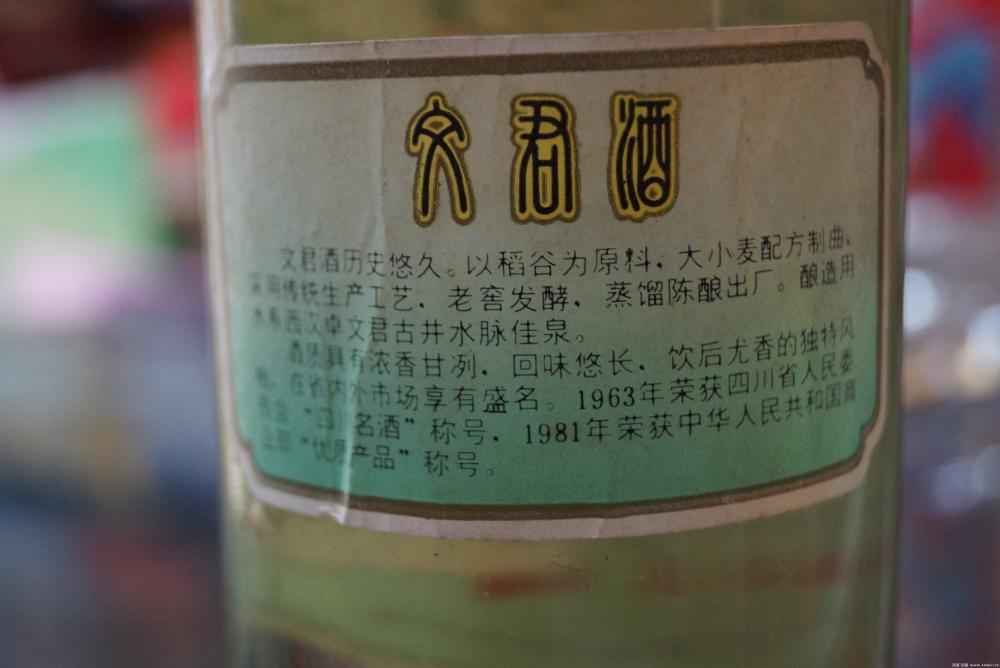 文君酒
文君酒历史悠久。以稻谷为原料，大小麦配方制曲、
采用传统生产工艺，老窖发酵，蒸馏陈酿出厂。酿造用
水系西汉卓文君古井水脉佳泉。
酒质具有浓香甘冽，回味悠长，饮后尤香的独特风
格，在省内外市场享有盛名。1963年荣获四川省人民委
员会“四川名酒”称号，1981年荣获中华人民共和国商
业部“优质产品”称号。